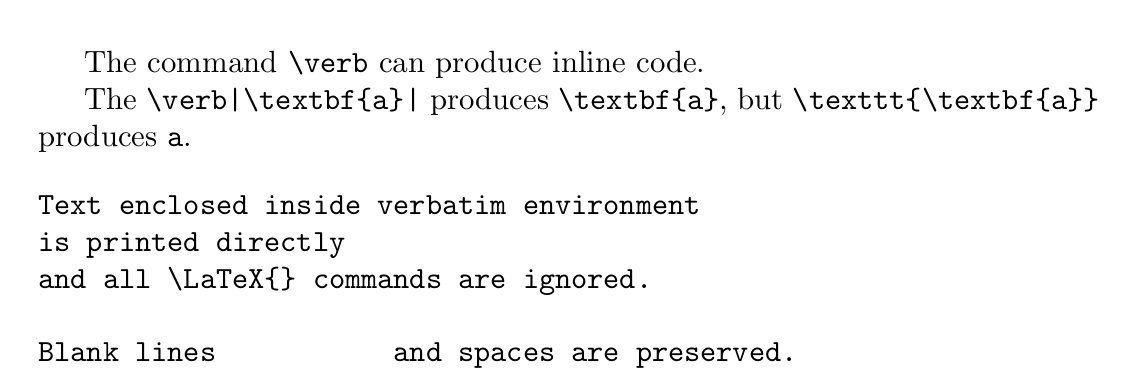 The command \verb can produce inline code.
The \verb|\textbf{a}| produces \textbf{a}, but \texttt{\textbf{a}}
produces a.
Text enclosed inside verbatim environment
is printed directly
and all \LaTeX{} commands are ignored.
Blank lines           and spaces are preserved.